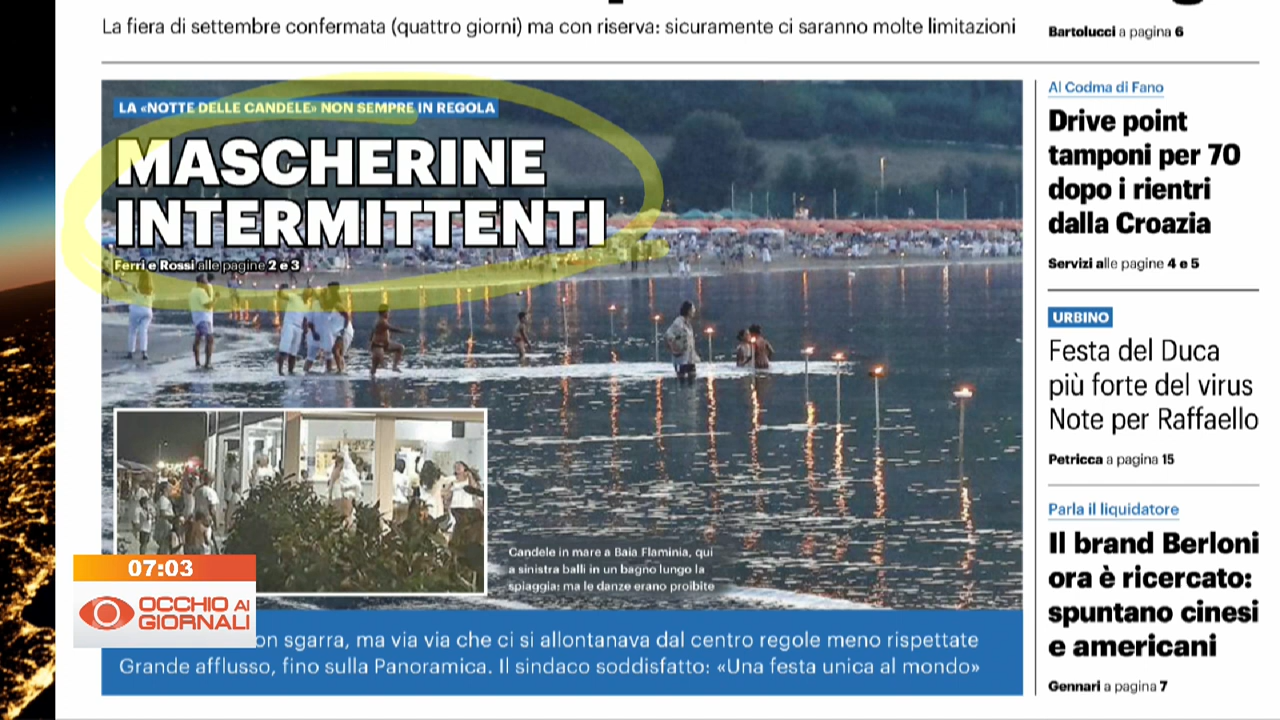 La fiera di settembre confermata (quattro giorni) ma con riserva: sicuramente ci saranno molte limitazioni
Bartolucci a pagina 6
LA «NOTTE DELLE CANDELE» NON SEMPRE IN REGOLA
MASCHERINE
INTERMITTENTI
Ferri e Rossi alle pagine 2 e 3
Candele in mare a Baia Flaminia, qui
a sinistra balli in un bagno lungo la
spiaggia: ma le danze erano proibite
sgarra, ma via via che ci si allontanava dal centro regole meno rispettate
Grande afflusso, fino sulla Panoramica. Il sindaco soddisfatto: «Una festa unica al mondo»
Al Codma di Fano
Drive point
tamponi per 70
dopo i rientri
dalla Croazia
Servizi alle pagine 4 e 5
URBINO
Festa del Duca
più forte del virus
Note per Raffaello
Petricca a pagina 15
Parla il liquidatore
Il brand Berloni
ora è ricercato:
spuntano cinesi
e americani
Gennari a pagina 7
07:03
OCCHIO AI
GIORNALI